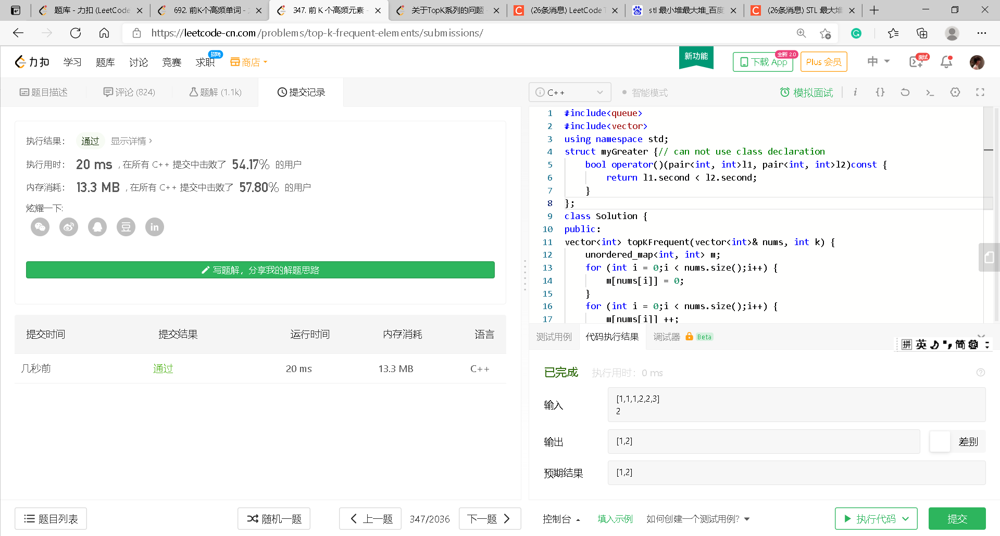 题库 - 力扣 (LeetCode
692. 前K个高频单词 -
347. 前 K 个高频元素 -
关于TopK系列的问题
(26条消息) LeetCode T
stl 最小堆最大堆_百度
(26条消息) STL 最大堆
https://leetcode-cn.com/problems/top-k-frequent-elements/submissions/
力扣
学习
题库
讨论
竞赛
求职
招聘
商店
新功能
下载 App
全新 2.0
Plus 会员
中
面试
题目描述
评论 (824)
题解 (1.1k)
提交记录
C++
智能模式
模拟面试
执行结果：
通过
显示详情 >
执行用时： 20 ms , 在所有 C++ 提交中击败了 54.17% 的用户
内存消耗： 13.3 MB , 在所有 C++ 提交中击败了 57.80% 的用户
炫耀一下:
写题解，分享我的解题思路
提交时间 提交结果 运行时间 内存消耗 语言
几秒前 通过 20 ms 13.3 MB C++
1 #include<queue>
2 #include<vector>
3 using namespace std;
4 struct myGreater {// can not use class declaration
5 bool operator()(pair<int, int>l1, pair<int, int>l2)const {
6 return l1.second < l2.second;
7 }
8 };
9 class Solution {
10 public:
11 vector<int> topKFrequent(vector<int>& nums, int k) {
12 unordered_map<int, int> m;
13 for (int i = 0;i < nums.size();i++) {
14 m[nums[i]] = 0;
15 }
16 for (int i = 0;i < nums.size();i++) {
17 m[nums[i]] ++;
测试用例
代码执行结果
调试器
Beta
拼 英 简
已完成
执行用时： 0 ms
输入
[1,1,1,2,2,3]
2
输出
[1,2]
差别
预期结果
[1,2]
题目列表
随机一题
上一题
347/2036
下一题
控制台
填入示例
如何创建一个测试用例?
执行代码
提交